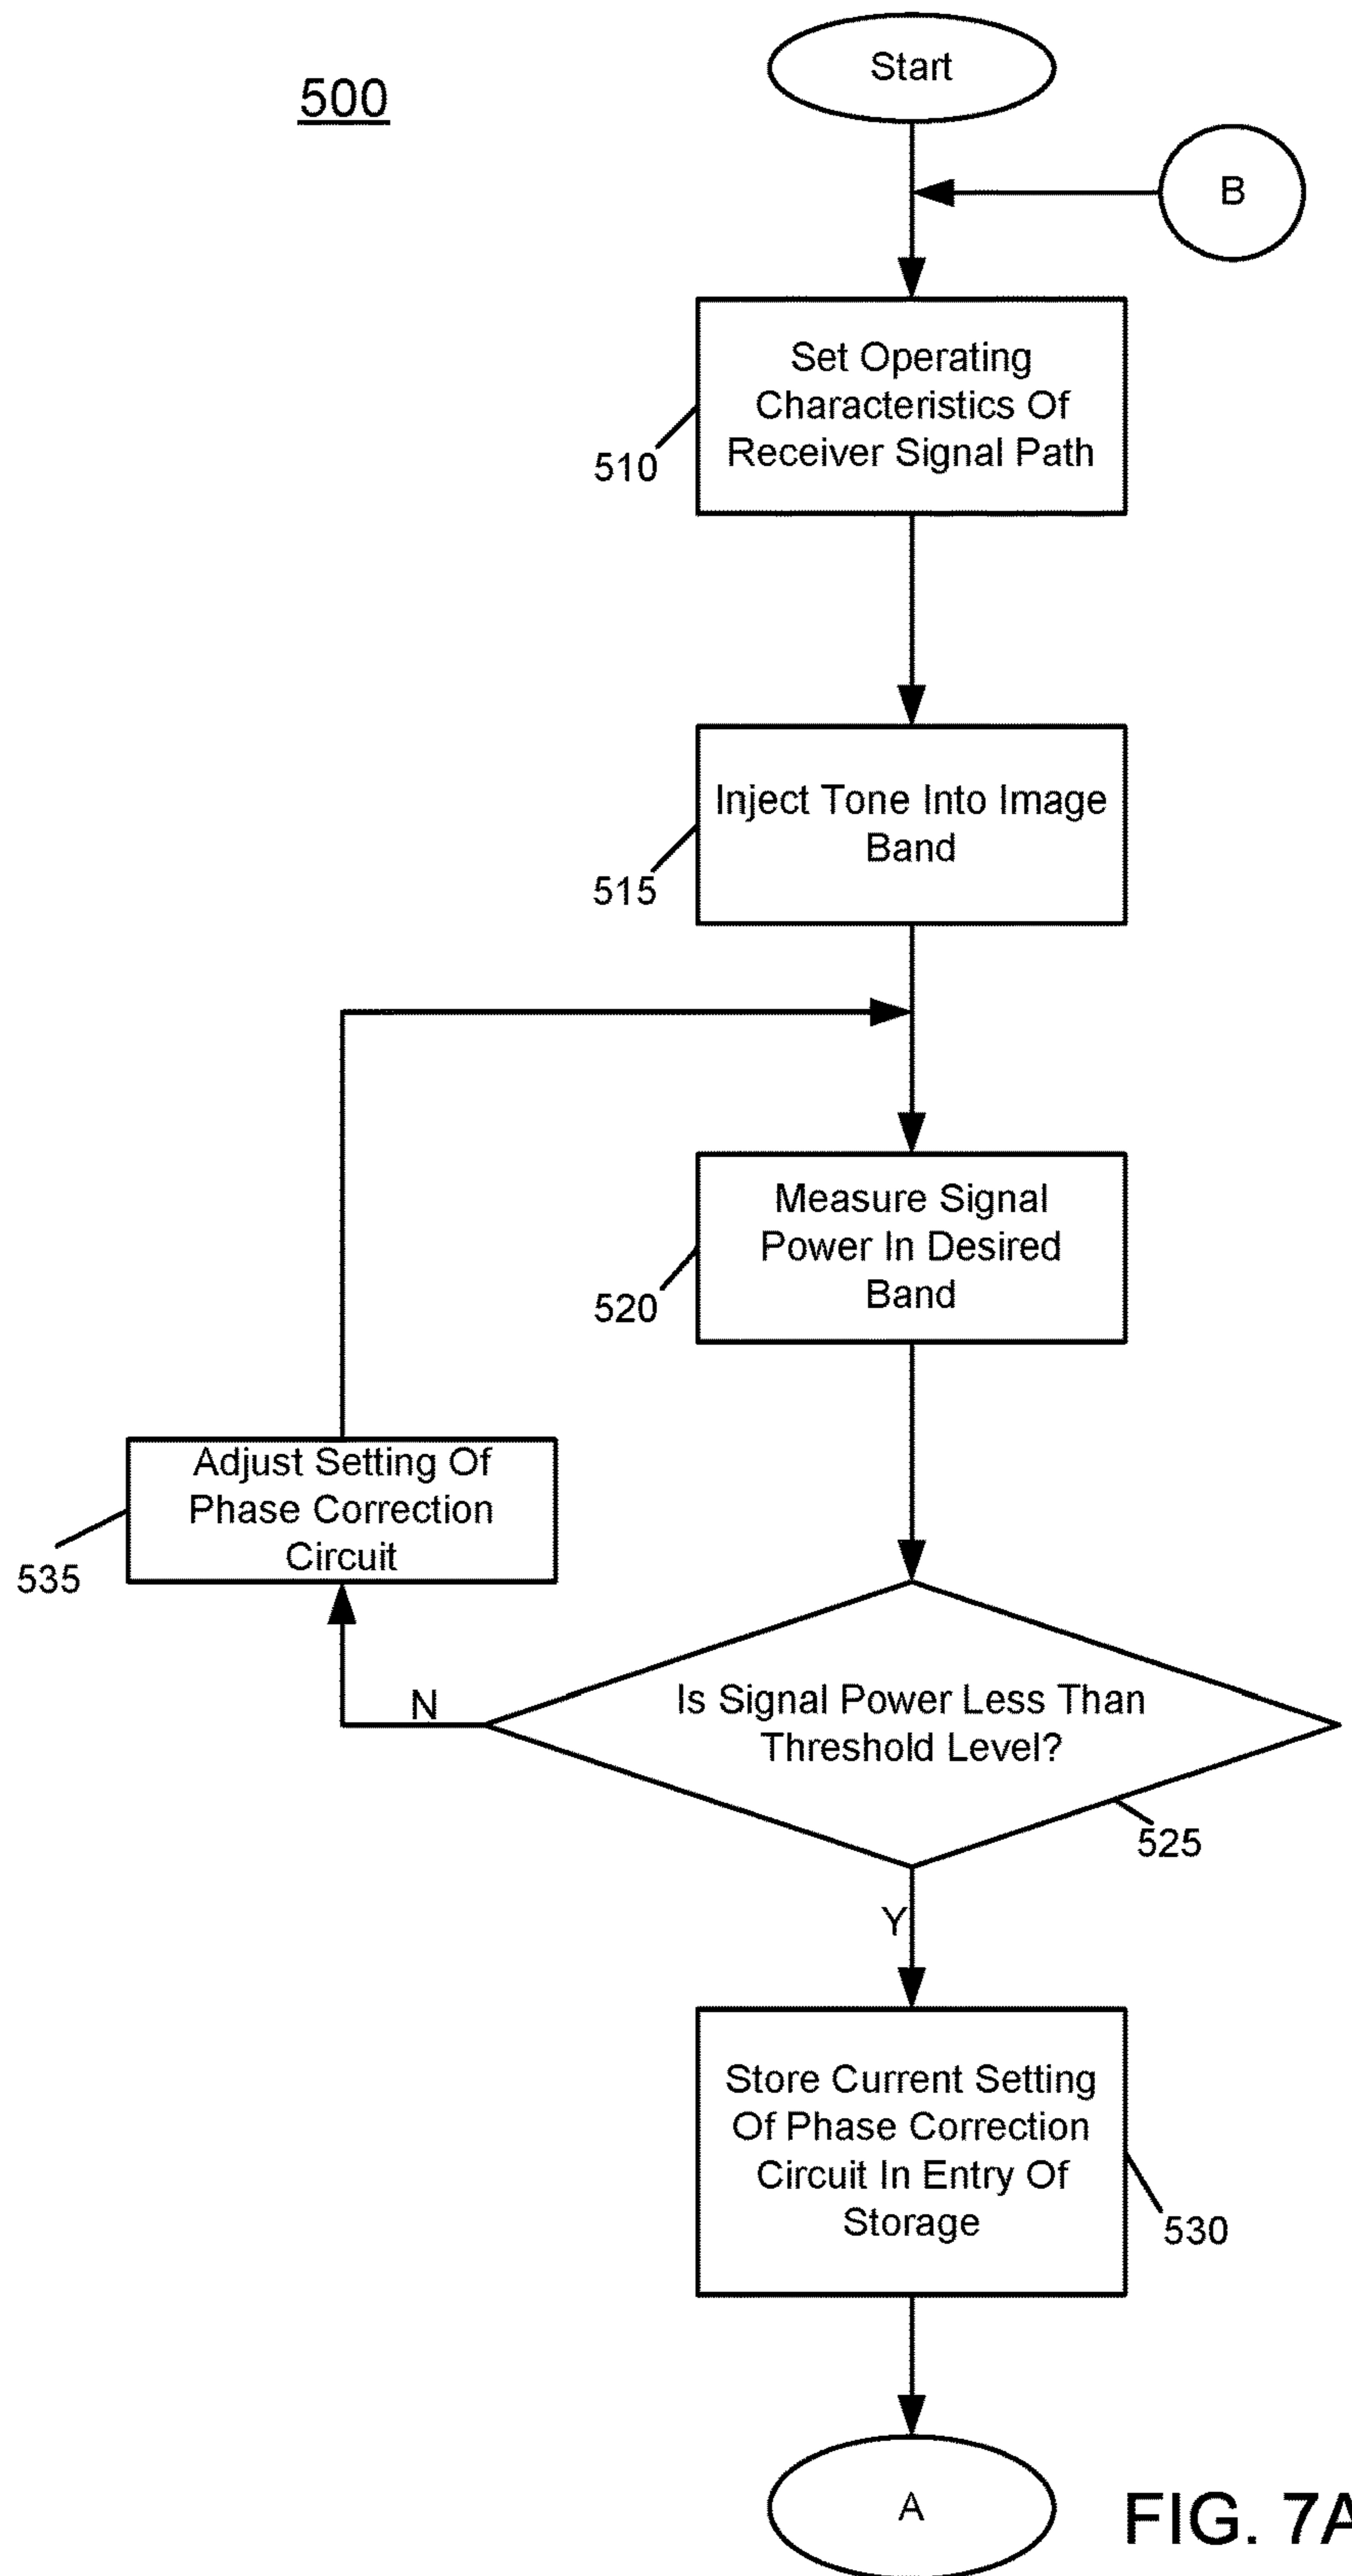 500
Start
B
Set Operating
Characteristics Of
Receiver Signal Path
510
Inject Tone Into Image
Band
515
Measure Signal
Power In Desired
Band
520
Adjust Setting Of
Phase Correction
Circuit
535
N
Is Signal Power Less Than
Threshold Level?
525
Y
Store Current Setting
Of Phase Correction
Circuit In Entry Of
Storage
530
A
FIG. 7A